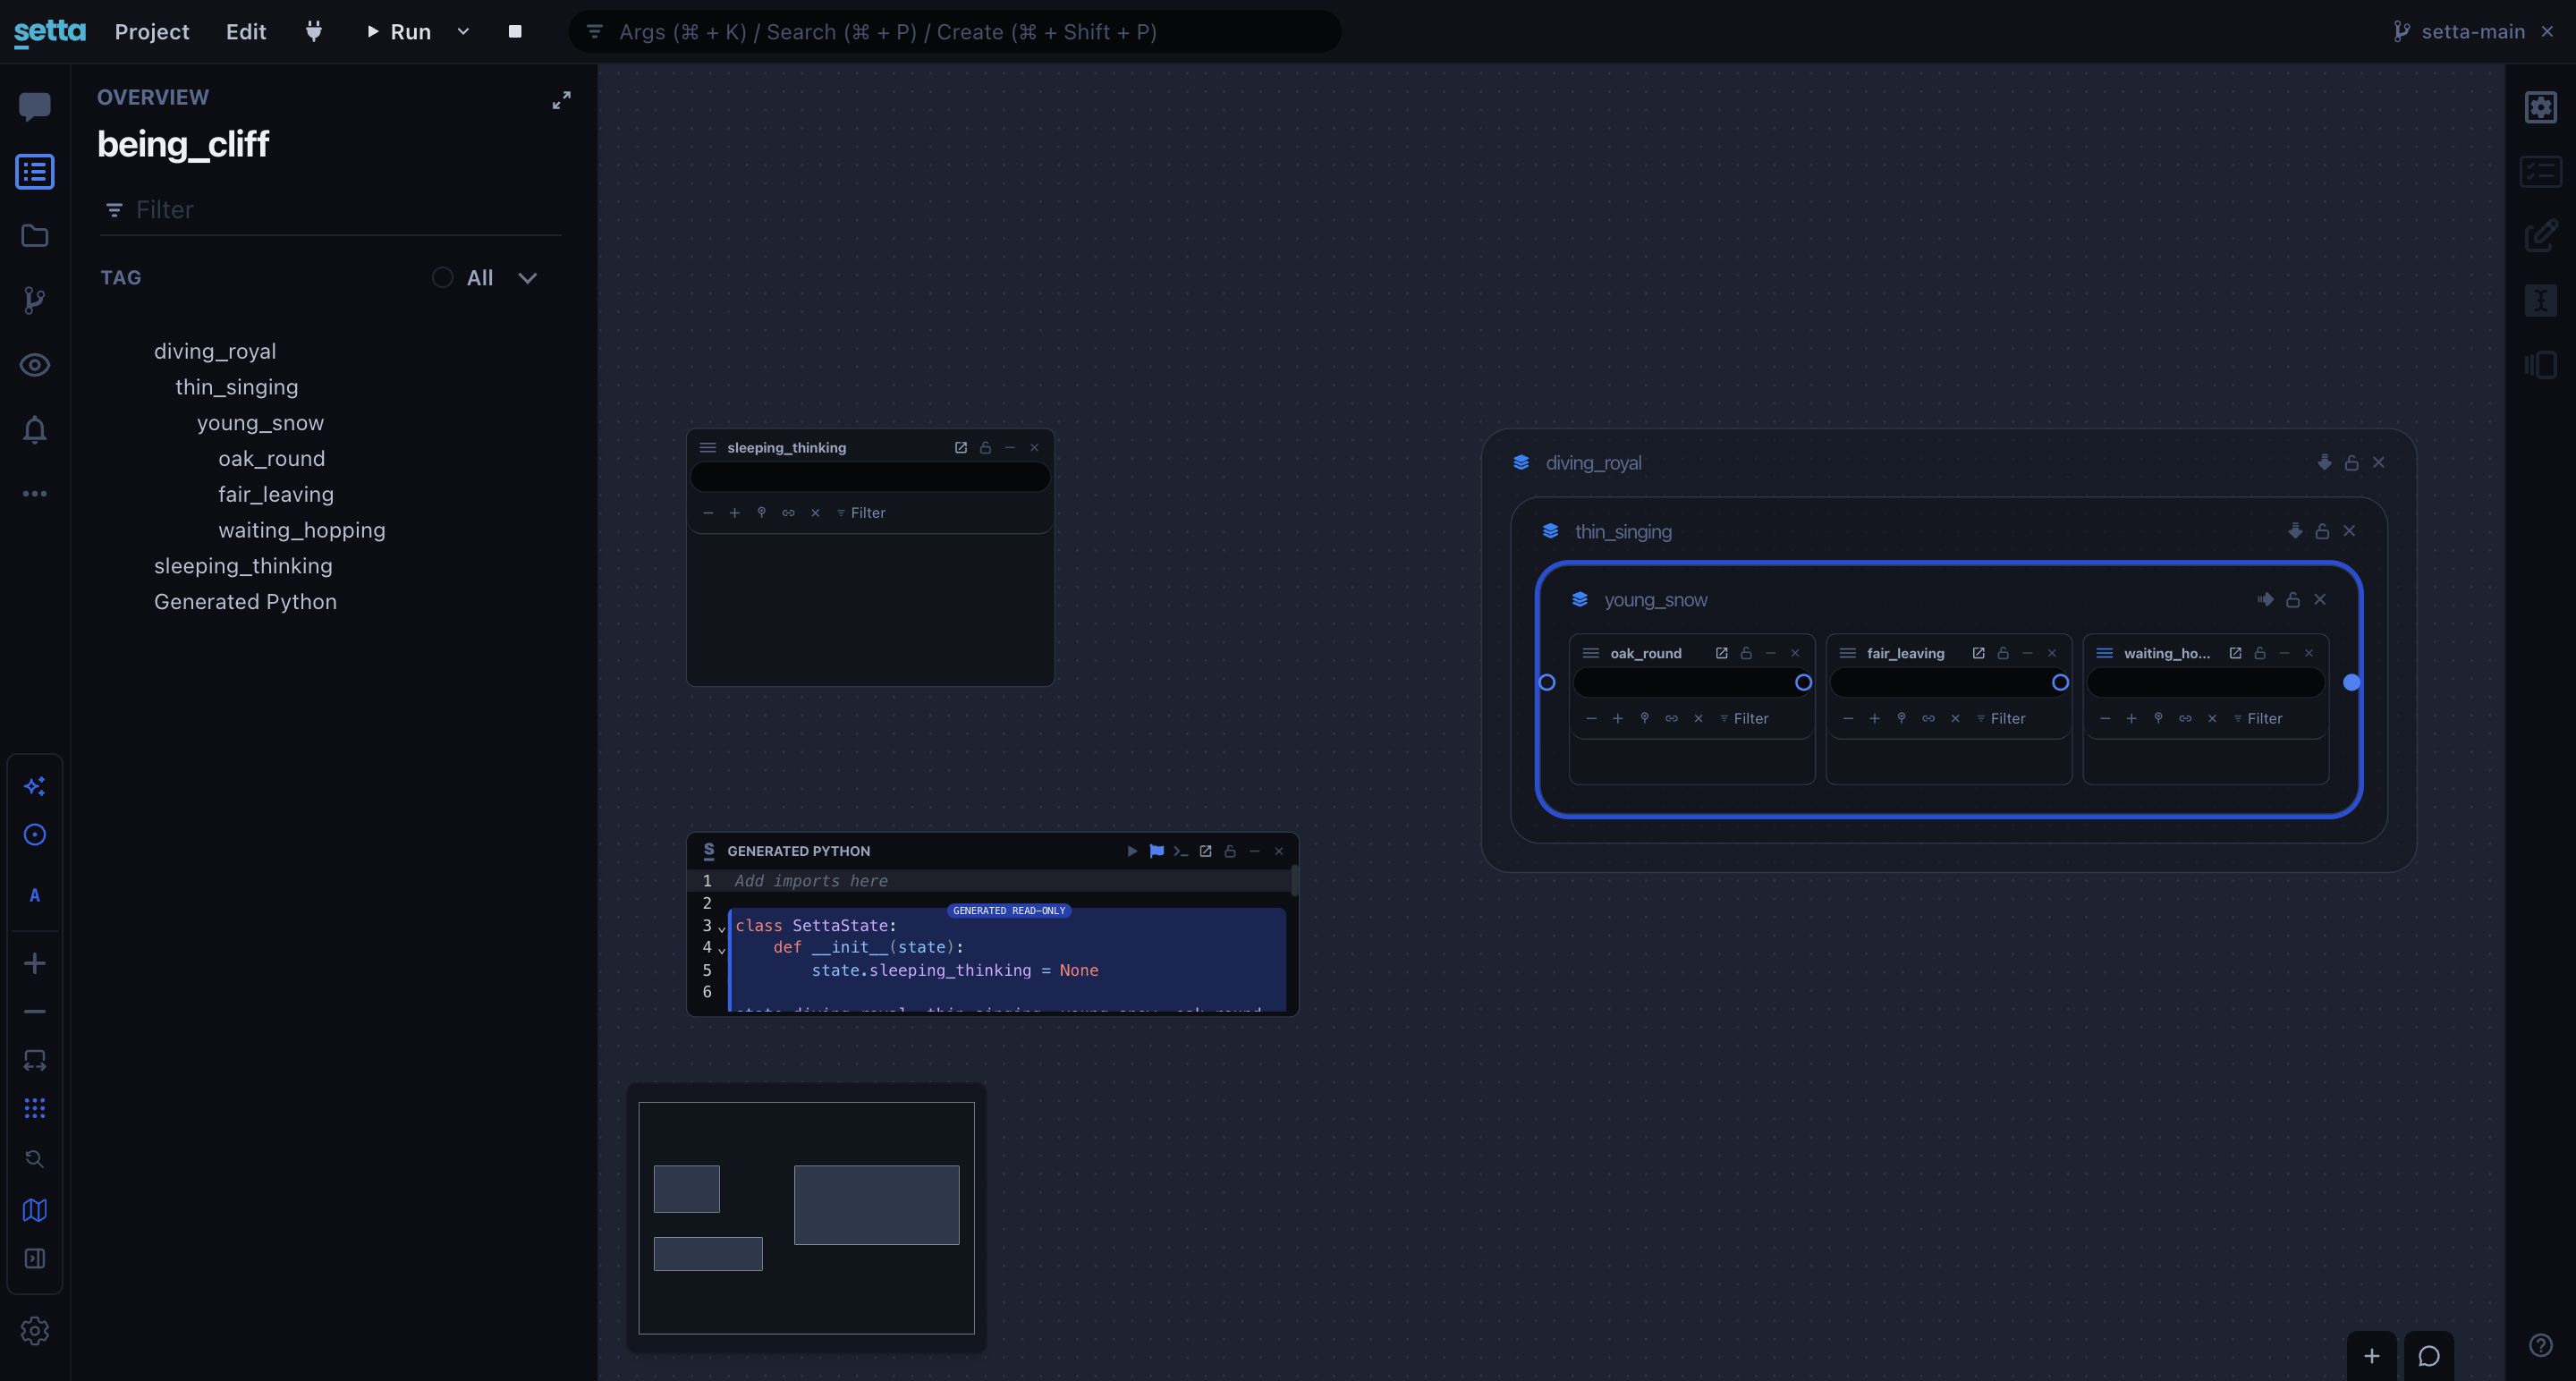 setta Project Edit Run Args (⌘ + K) / Search (⌘ + P) / Create (⌘ + Shift + P) setta-main
OVERVIEW
being_cliff
Filter
TAG All
diving_royal
thin_singing
young_snow
oak_round
fair_leaving
waiting_hopping
sleeping_thinking
Generated Python
A
sleeping_thinking
Filter
diving_royal
thin_singing
young_snow
oak_round
Filter
fair_leaving
Filter
waiting_ho...
Filter
GENERATED PYTHON
1 Add imports here
2
GENERATED READ-ONLY
3 class SettaState:
4 def __init__(state):
5 state.sleeping_thinking = None
6